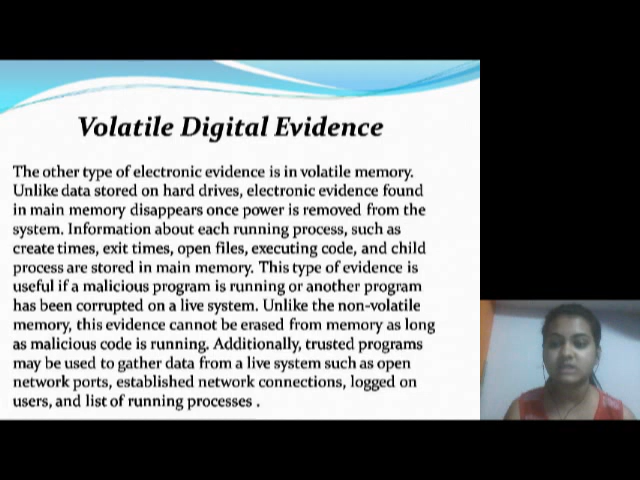 Volatile Digital Evidence
The other type of electronic evidence is in volatile memory.
Unlike data stored on hard drives, electronic evidence found
in main memory disappears once power is removed from the
system. Information about each running process, such as
create times, exit times, open files, executing code, and child
process are stored in main memory. This type of evidence is
useful if a malicious program is running or another program
has been corrupted on a live system. Unlike the non-volatile
memory, this evidence cannot be erased from memory as long
as malicious code is running. Additionally, trusted programs
may be used to gather data from a live system such as open
network ports, established network connections, logged on
users, and list of running processes .